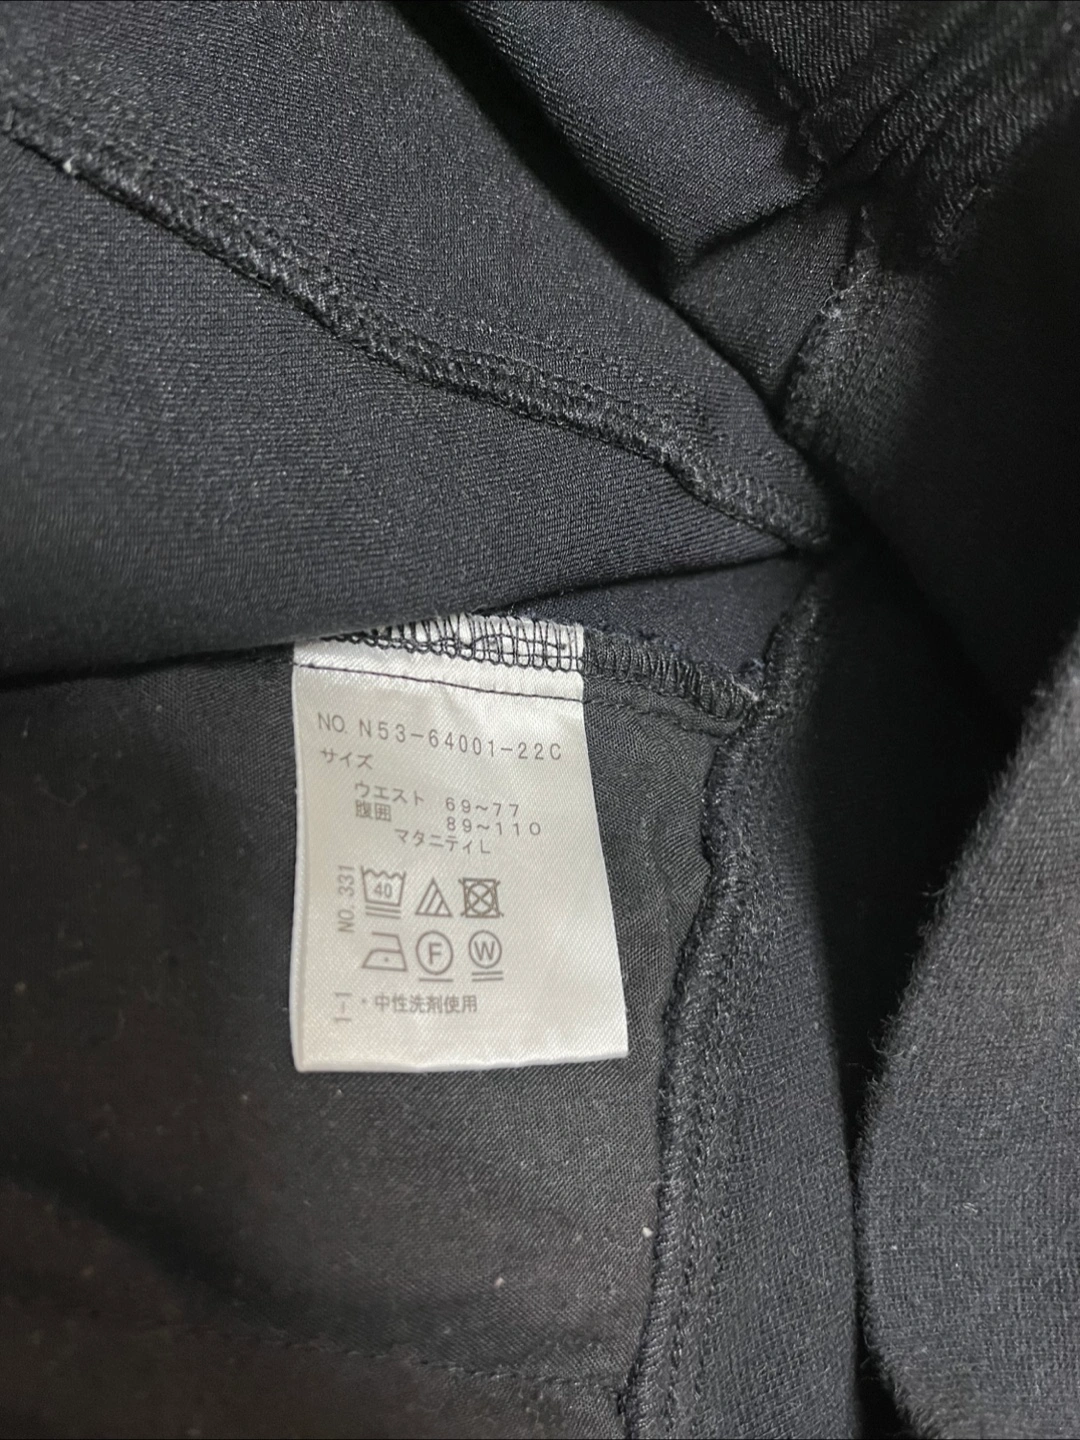 NO. N53-64001-22C
サイズ
ウエスト 69~77
腹囲 89~110
マタニティL
NO. 331
40
F W
1-1
・中性洗剤使用